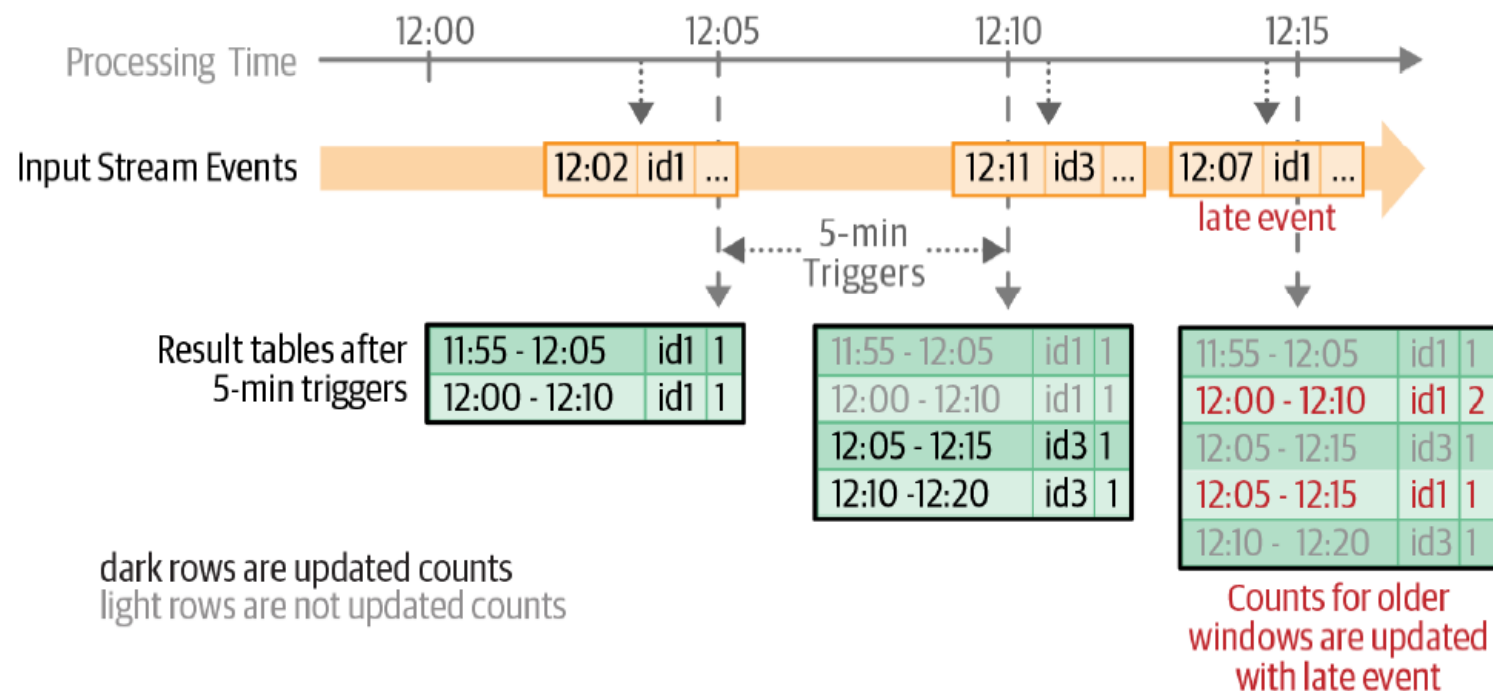 12:00 12:05 12:10 12:15
Processing Time
Input Stream Events
12:02 id1 ...
12:11 id3 ...
12:07 id1 ...
late event
5-min
Triggers
Result tables after
5-min triggers
11:55 - 12:05 id1 1
12:00 - 12:10 id1 1
11:55 - 12:05 id1 1
12:00 - 12:10 id1 1
12:05 - 12:15 id3 1
12:10 -12:20 id3 1
11:55 - 12:05 id1 1
12:00 - 12:10 id1 2
12:05 - 12:15 id3 1
12:05 - 12:15 id1 1
12:10 - 12:20 id3 1
dark rows are updated counts
light rows are not updated counts
Counts for older
windows are updated
with late event